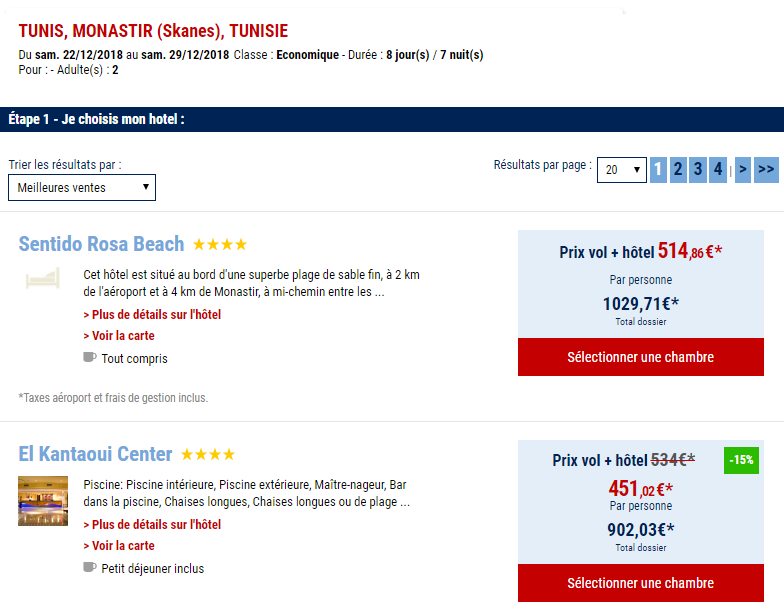 TUNIS, MONASTIR (Skanes), TUNISIE
Du sam. 22/12/2018 au sam. 29/12/2018 Classe : Economique - Durée : 8 jour(s) / 7 nuit(s)
Pour : - Adulte(s) : 2
Étape 1 - Je choisis mon hotel :
Trier les résultats par :
Meilleures ventes
Résultats par page : 20 1 2 3 4 | > >>
Sentido Rosa Beach
Cet hôtel est situé au bord d'une superbe plage de sable fin, à 2 km
de l'aéroport et à 4 km de Monastir, à mi-chemin entre les ...
> Plus de détails sur l'hôtel
> Voir la carte
Tout compris
*Taxes aéroport et frais de gestion inclus.
Prix vol + hôtel 514,86€*
Par personne
1029,71€*
Total dossier
Sélectionner une chambre
El Kantaoui Center
Piscine: Piscine intérieure, Piscine extérieure, Maître-nageur, Bar
dans la piscine, Chaises longues, Chaises longues ou de plage ...
> Plus de détails sur l'hôtel
> Voir la carte
Petit déjeuner inclus
Prix vol + hôtel 534€*
-15%
451,02€*
Par personne
902,03€*
Total dossier
Sélectionner une chambre